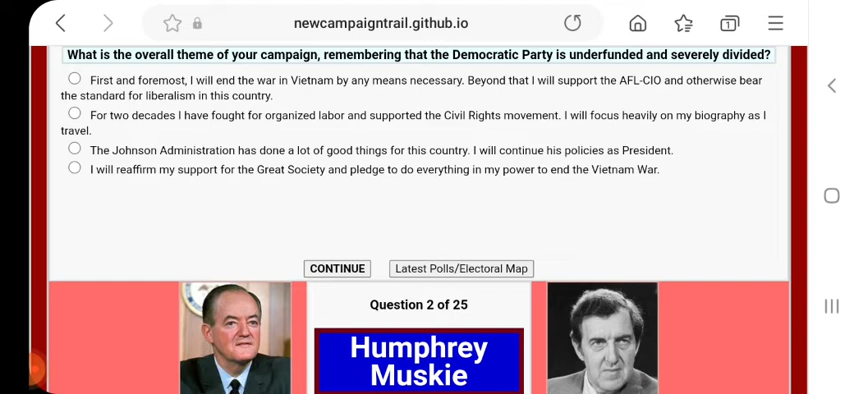 newcampaigntrail.github.io
1
What is the overall theme of your campaign, remembering that the Democratic Party is underfunded and severely divided?
First and foremost, I will end the war in Vietnam by any means necessary. Beyond that I will support the AFL-CIO and otherwise bear
the standard for liberalism in this country.
For two decades I have fought for organized labor and supported the Civil Rights movement. I will focus heavily on my biography as I
travel.
The Johnson Administration has done a lot of good things for this country. I will continue his policies as President.
I will reaffirm my support for the Great Society and pledge to do everything in my power to end the Vietnam War.
CONTINUE
Latest Polls/Electoral Map
Question 2 of 25
Humphrey
Muskie